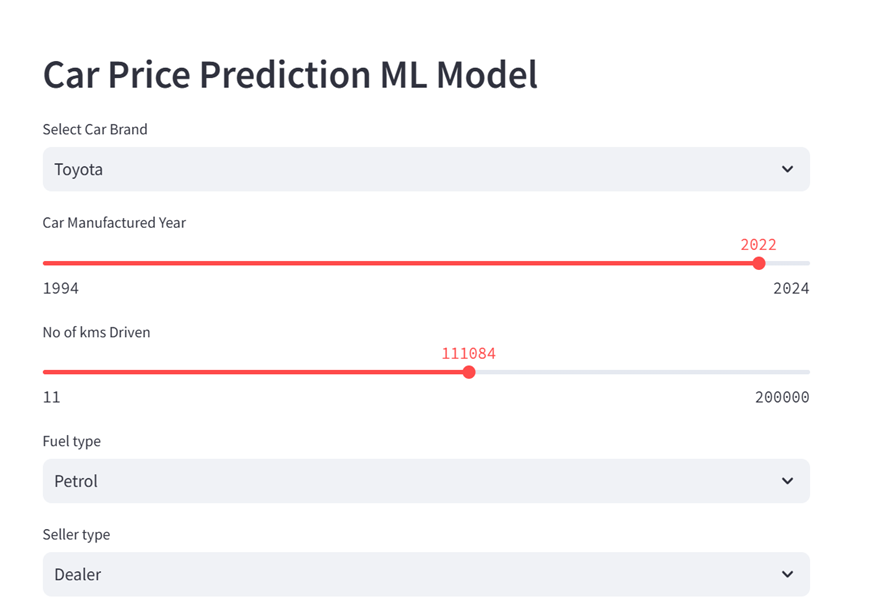 Car Price Prediction ML Model
Select Car Brand
Toyota
Car Manufactured Year
2022
1994 2024
No of kms Driven
111084
11 200000
Fuel type
Petrol
Seller type
Dealer